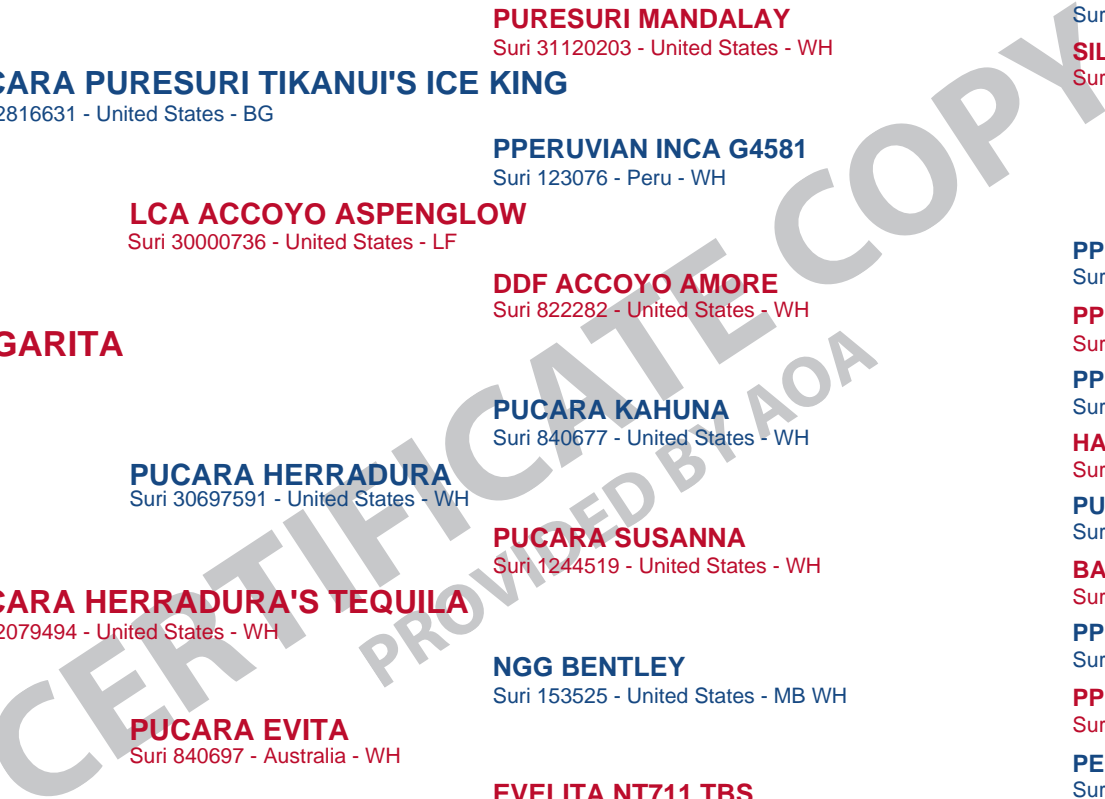 PURESURI MANDALAY
Suri 31120203 - United States - WH
CARA PURESURI TIKANUI'S ICE KING
2816631 - United States - BG
PPERUVIAN INCA G4581
Suri 123076 - Peru - WH
LCA ACCOYO ASPENGLOW
Suri 30000736 - United States - LF
DDF ACCOYO AMORE
Suri 822282 - United States - WH
GARITA
PUCARA KAHUNA
Suri 840677 - United States - WH
PUCARA HERRADURA
Suri 30697591 - United States - WH
PUCARA SUSANNA
Suri 1244519 - United States - WH
CARA HERRADURA'S TEQUILA
2079494 - United States - WH
NGG BENTLEY
Suri 153525 - United States - MB WH
PUCARA EVITA
Suri 840697 - Australia - WH
EVELITA NT711 TBS
Sur
SIL
Sur
PP
Sur
PP
Sur
PP
Sur
HA
Sur
PU
Sur
BA
Sur
PP
Sur
PP
Sur
PE
Sur
CERTIFICATE COPY
PROVIDED BY AOA